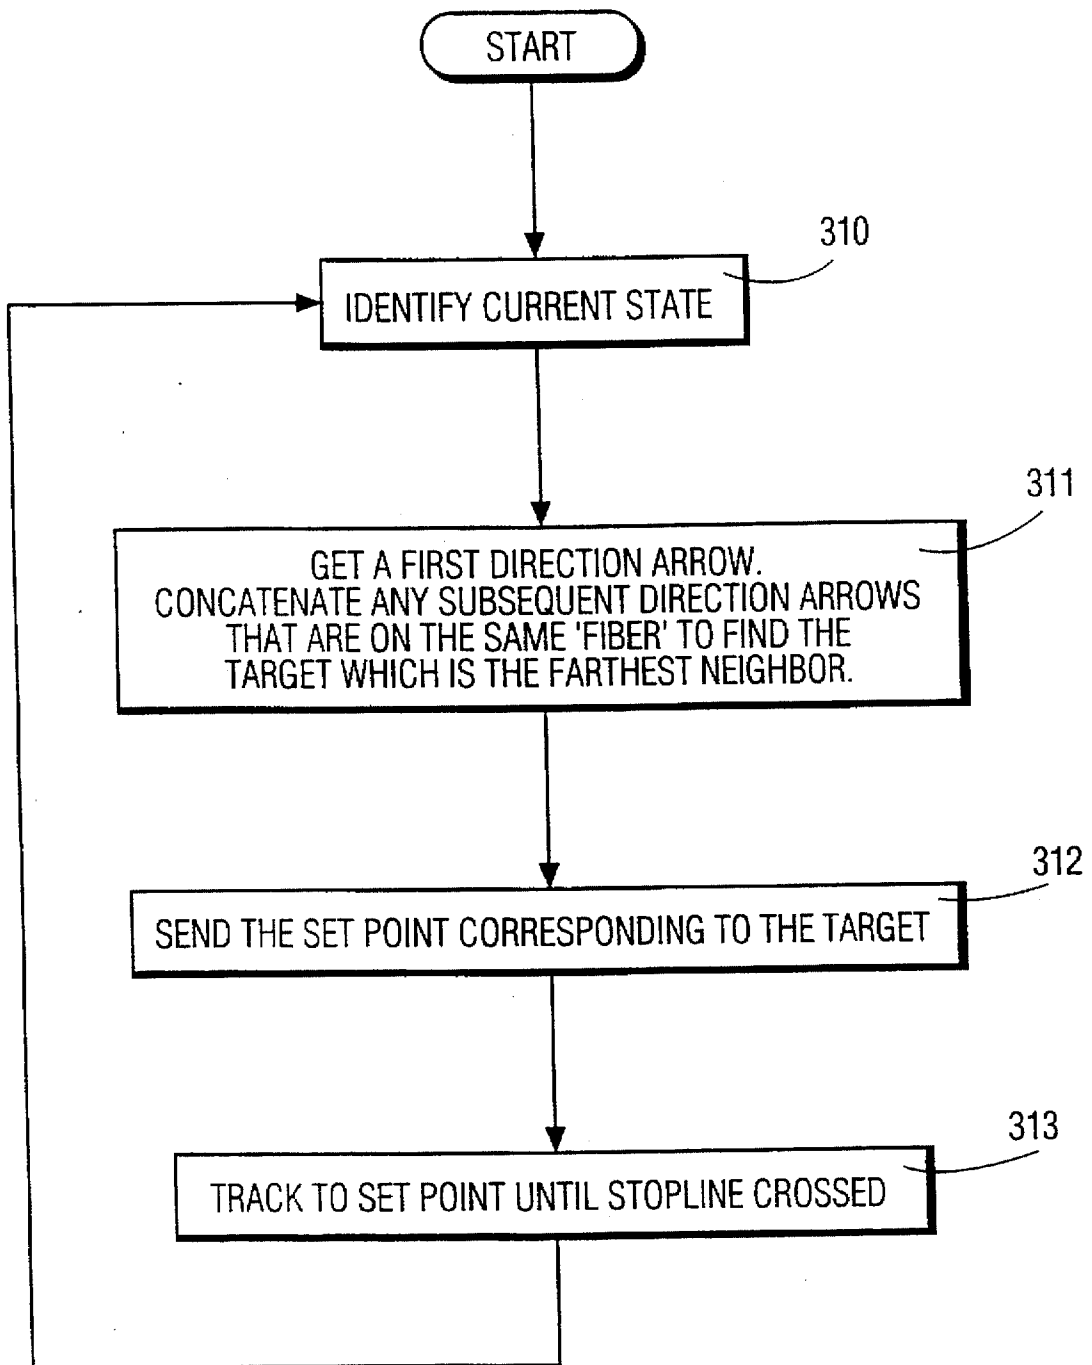 START
310
IDENTIFY CURRENT STATE
311
GET A FIRST DIRECTION ARROW.
CONCATENATE ANY SUBSEQUENT DIRECTION ARROWS
THAT ARE ON THE SAME 'FIBER' TO FIND THE
TARGET WHICH IS THE FARTHEST NEIGHBOR.
312
SEND THE SET POINT CORRESPONDING TO THE TARGET
313
TRACK TO SET POINT UNTIL STOPLINE CROSSED